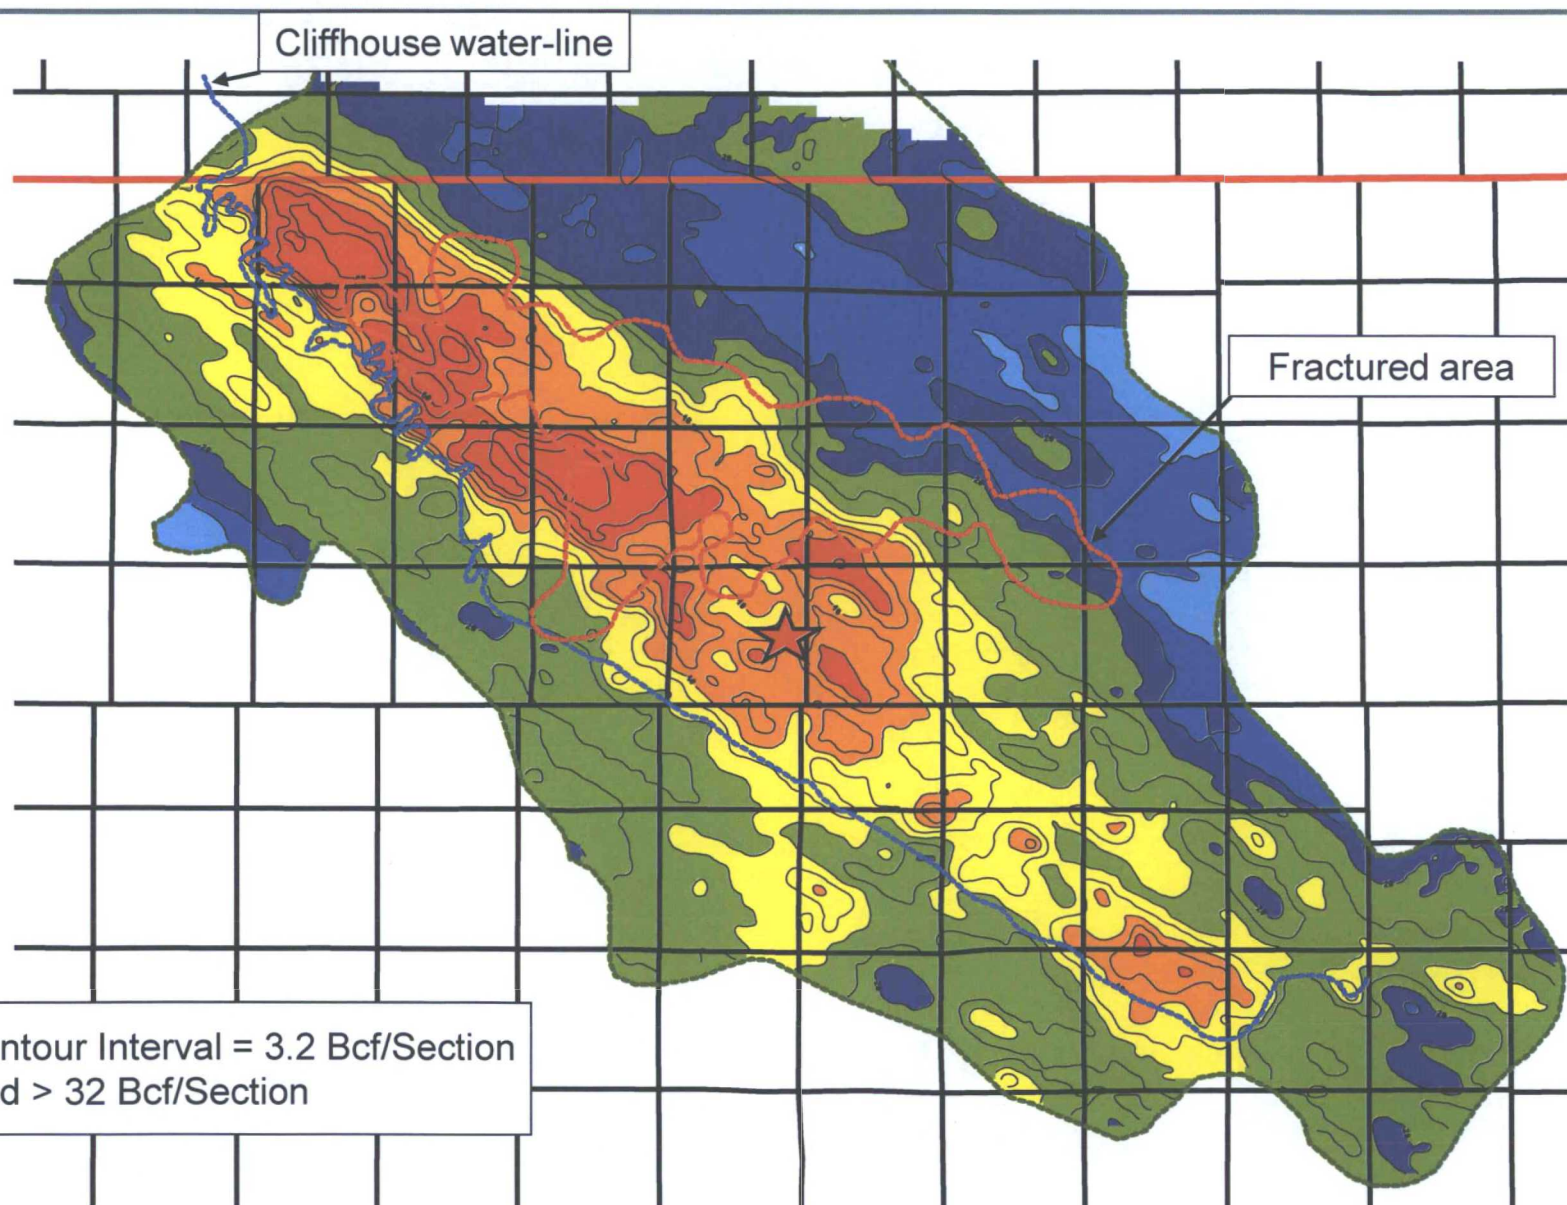 Cliffhouse water-line
Fractured area
ntour Interval = 3.2 Bcf/Section
d > 32 Bcf/Section